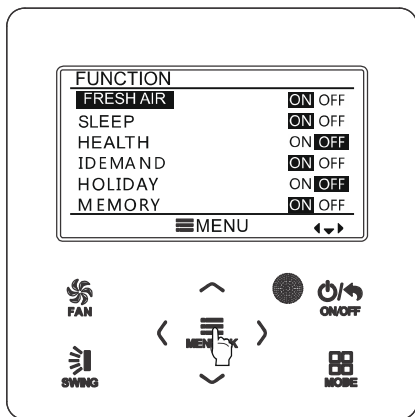 FUNCTION
FRESH AIR ON OFF
SLEEP ON OFF
HEALTH ON OFF
IDEMAND ON OFF
HOLIDAY ON OFF
MEMORY ON OFF
MENU
FAN
ON/OFF
SWING
MODE